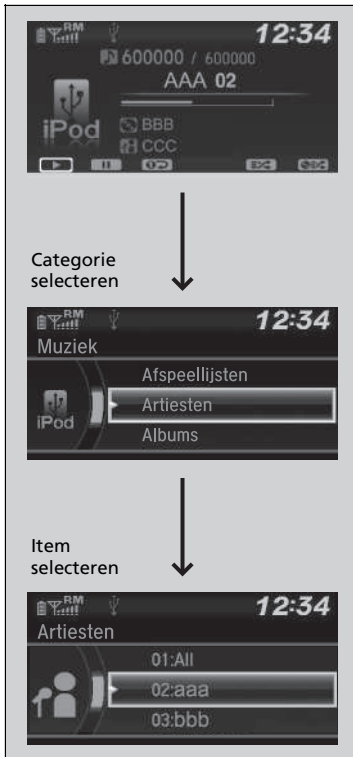 RM 12:34
600000 / 600000
AAA 02
iPod
BBB
CCC
Categorie
selecteren
RM 12:34
Muziek
Afspeellijsten
iPod
Artiesten
Albums
Item
selecteren
RM 12:34
Artiesten
01:All
02:aaa
03:bbb